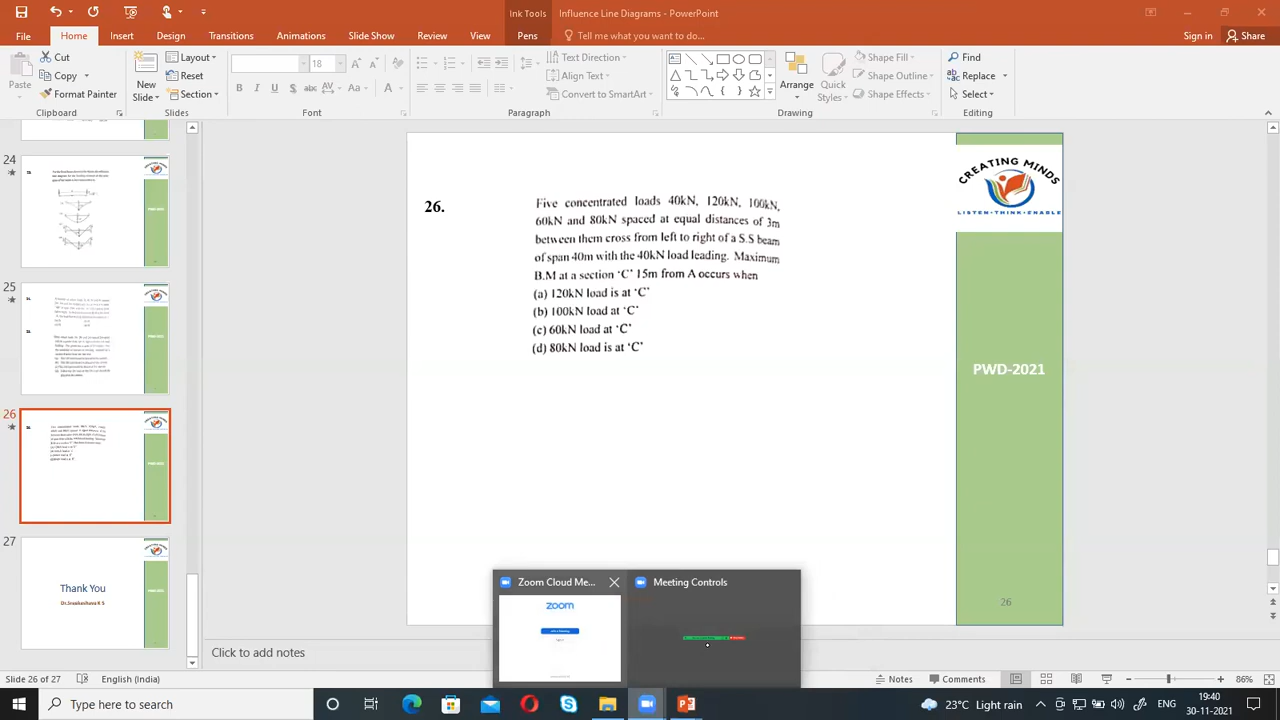 Ink Tools
Limite Loads - PowerPoint
File
Home
Insert
Design
Transitions
Animations
Slide Show
Review
View
Pens
Tell me what you want to do...
Sign in
Share
Paste
Cut
Copy
Format Painter
Clipboard
New Slide
Layout
Reset
Section
Slides
18
B I U S abc AV Aa A
Font
Text Direction
Align Text
Convert to SmartArt
Paragraph
Arrange
Quick Styles
Shape Fill
Shape Outline
Shape Effects
Drawing
Find
Replace
Select
Editing
24
25
26
27
Thank You
26.
Five concentrated loads 40kN, 120kN, 100kN,
60kN and 80kN spaced at equal distances of 3m
between them cross from left to right of a S.S beam
of span 40m with the 40kN load leading. Maximum
B.M at a section ‘C’ 15m from A occurs when
(a) 120kN load is at ‘C’
(b) 100kN load at ‘C’
(c) 60kN load at ‘C’
(d) 80kN load is at ‘C’
CREATING MINDS
LISTEN•THINK•ENABLE
PWD-2021
26
Zoom Cloud Me...
Meeting Controls
zoom
Click to add notes
Slide 26 of 27
English (India)
Notes
Comments
86%
Type here to search
23°C Light rain
ENG
19:40
30-11-2021